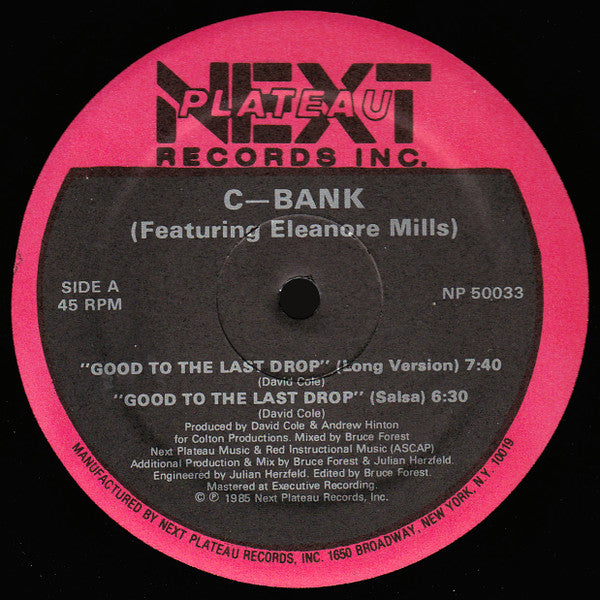 NEXT
PLATEAU
RECORDS INC.
C—BANK
(Featuring Eleanore Mills)
SIDE A
45 RPM
NP 50033
"GOOD TO THE LAST DROP" (Long Version) 7:40
(David Cole)
"GOOD TO THE LAST DROP" (Salsa) 6:30
(David Cole)
Produced by David Cole & Andrew Hinton
for Colton Productions. Mixed by Bruce Forest
Next Plateau Music & Red Instructional Music (ASCAP)
Additional Production & Mix by Bruce Forest & Julian Herzfeld.
Engineered by Julian Herzfeld. Edited by Bruce Forest.
Mastered at Executive Recording.
© ℗ 1985 Next Plateau Records, Inc.
MANUFACTURED BY NEXT PLATEAU RECORDS, INC. 1650 BROADWAY, NEW YORK, N.Y. 10019